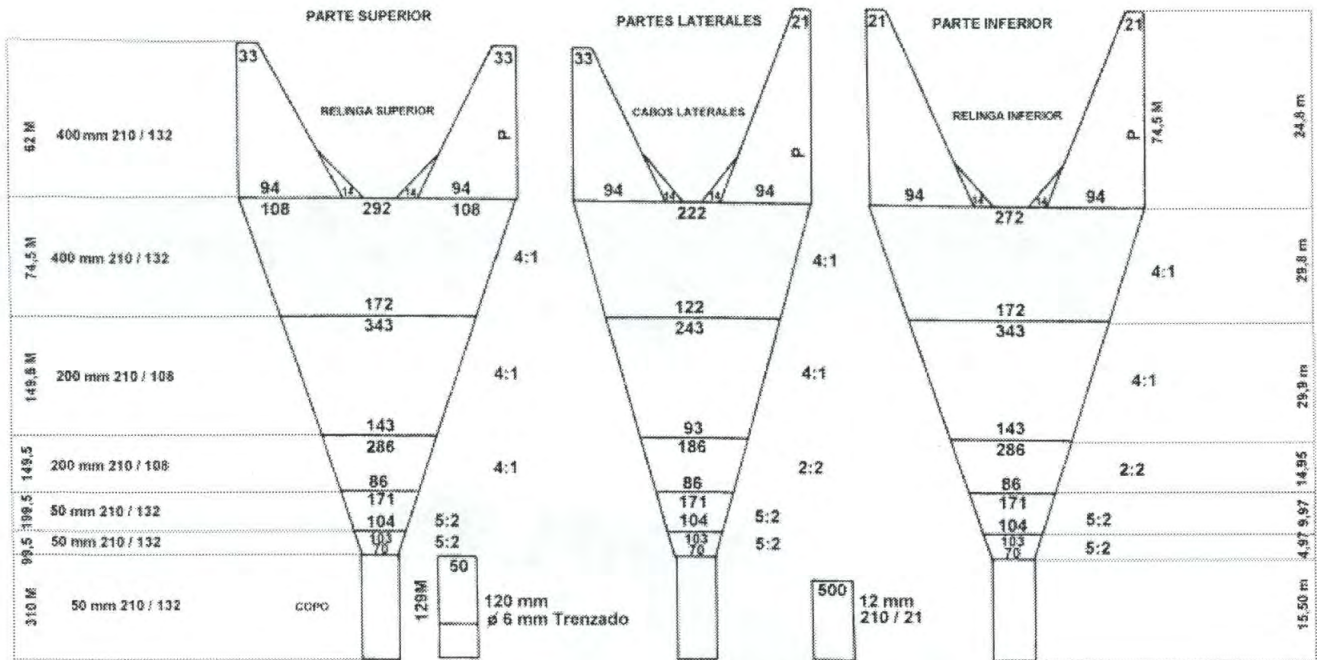 PARTE SUPERIOR
PARTES LATERALES
PARTE INFERIOR
33
33
33
21
21
21
RELINGA SUPERIOR
CABOS LATERALES
RELINGA INFERIOR
62 M
400 mm 210 / 132
P
P
P
74,5 M
24,8 m
94
14
14
94
94
14
14
94
94
14
14
94
108
292
108
222
272
74,5 M
400 mm 210 / 132
4:1
4:1
4:1
29,8 m
172
122
172
343
243
343
149,8 M
200 mm 210 / 108
4:1
4:1
4:1
29,9 m
143
93
143
286
186
286
149,5
200 mm 210 / 108
4:1
2:2
2:2
14,95
86
86
86
171
171
171
199,5
50 mm 210 / 132
104
5:2
104
5:2
104
5:2
9,97
99,5
50 mm 210 / 132
103
5:2
103
5:2
103
5:2
4,97
70
70
70
310 M
50 mm 210 / 132
COPO
129M
50
120 mm
ø 6 mm Trenzado
500
12 mm
210 / 21
15,50 m